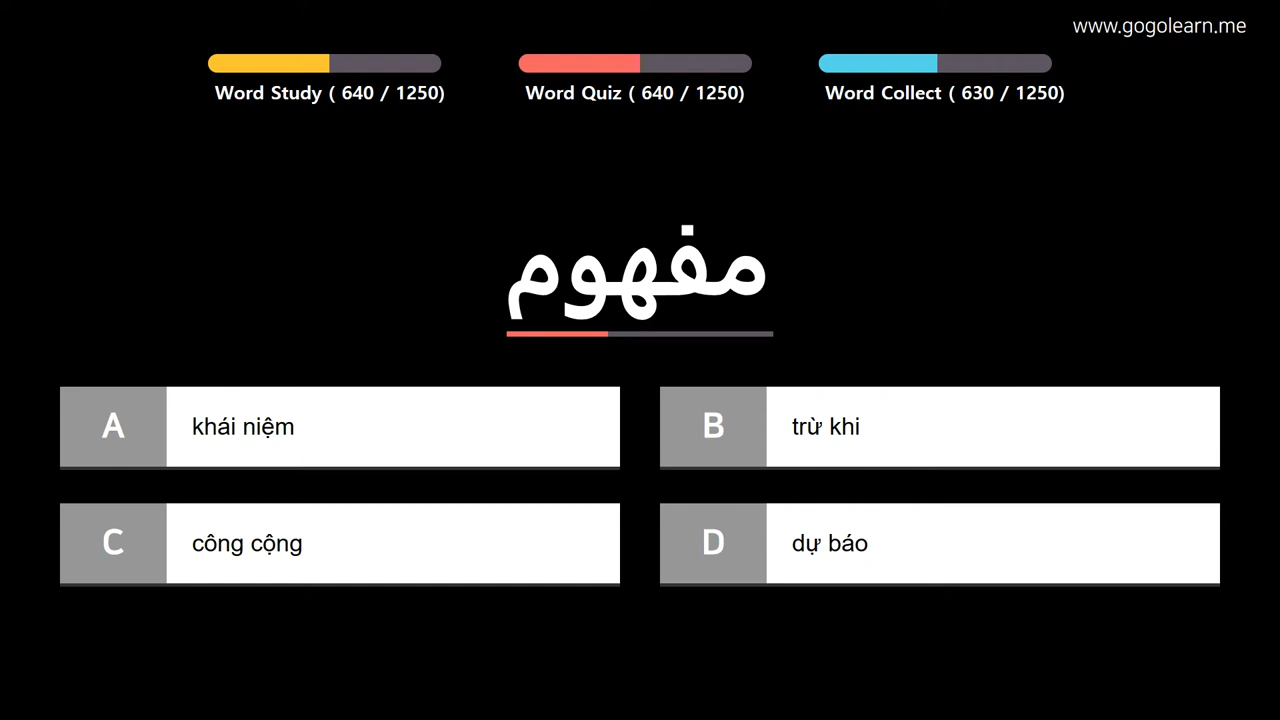 www.gogolearn.me
Word Study ( 640 / 1250)
Word Quiz ( 640 / 1250)
Word Collect ( 630 / 1250)
مفهوم
A
khái niệm
B
trừ khi
C
công cộng
D
dự báo